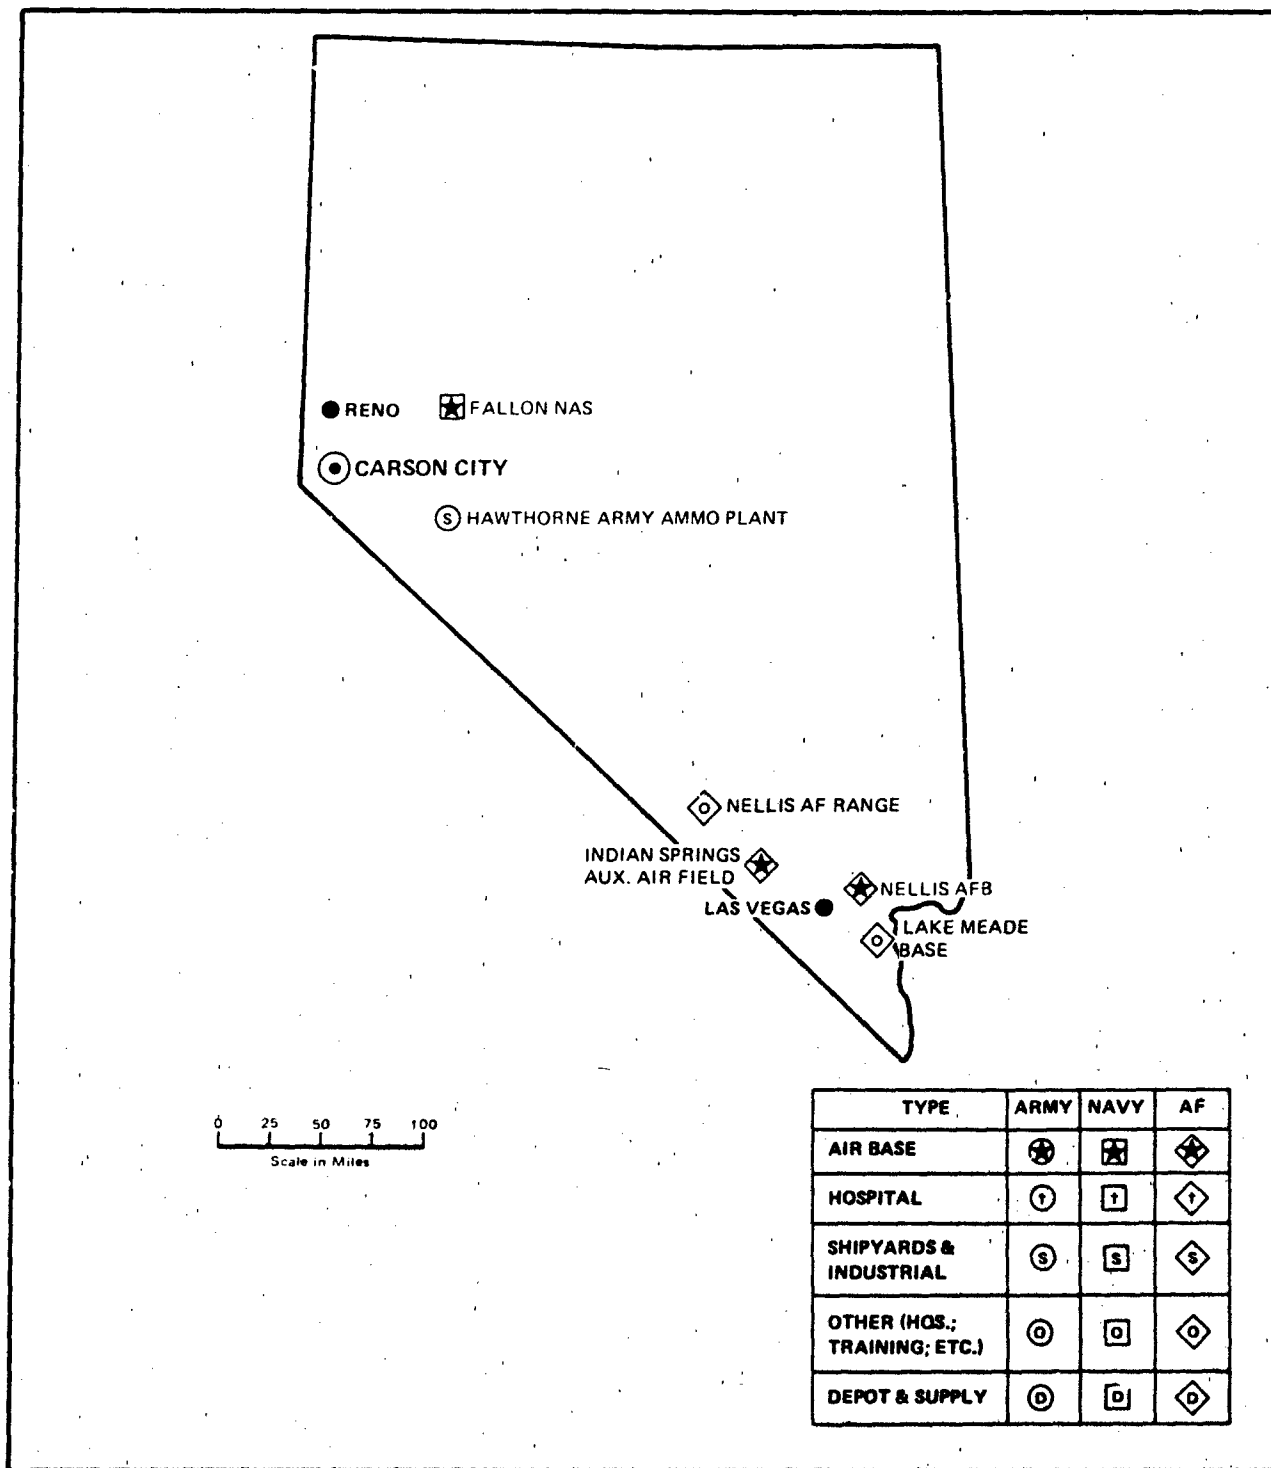 RENO
FALLON NAS
CARSON CITY
S HAWTHORNE ARMY AMMO PLANT
O NELLIS AF RANGE
INDIAN SPRINGS
AUX. AIR FIELD
NELLIS AFB
LAS VEGAS
O LAKE MEADE
BASE
0 25 50 75 100
Scale in Miles
TYPE ARMY NAVY AF
AIR BASE
HOSPITAL † † †
SHIPYARDS & S S S
INDUSTRIAL
OTHER (HOS.; O O O
TRAINING; ETC.)
DEPOT & SUPPLY D D D